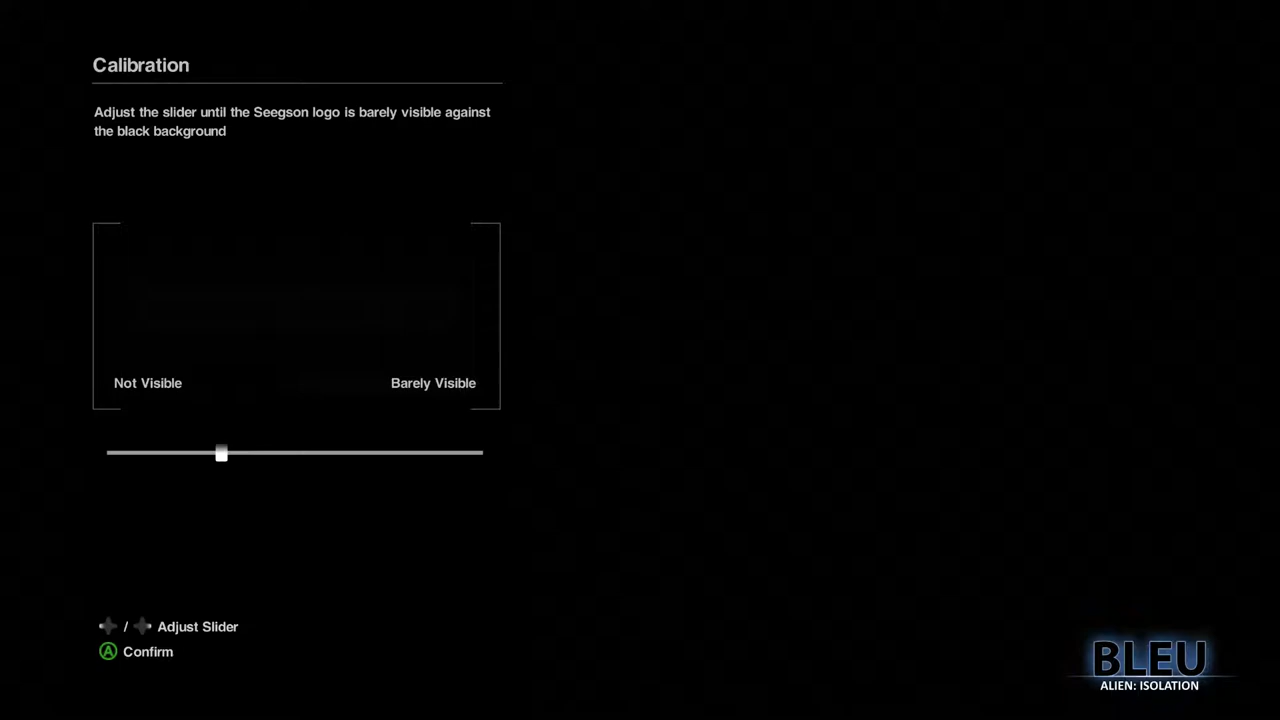 Calibration
Adjust the slider until the Seegson logo is barely visible against
the black background
Not Visible
Barely Visible
/ Adjust Slider
A Confirm
BLEU
ALIEN: ISOLATION